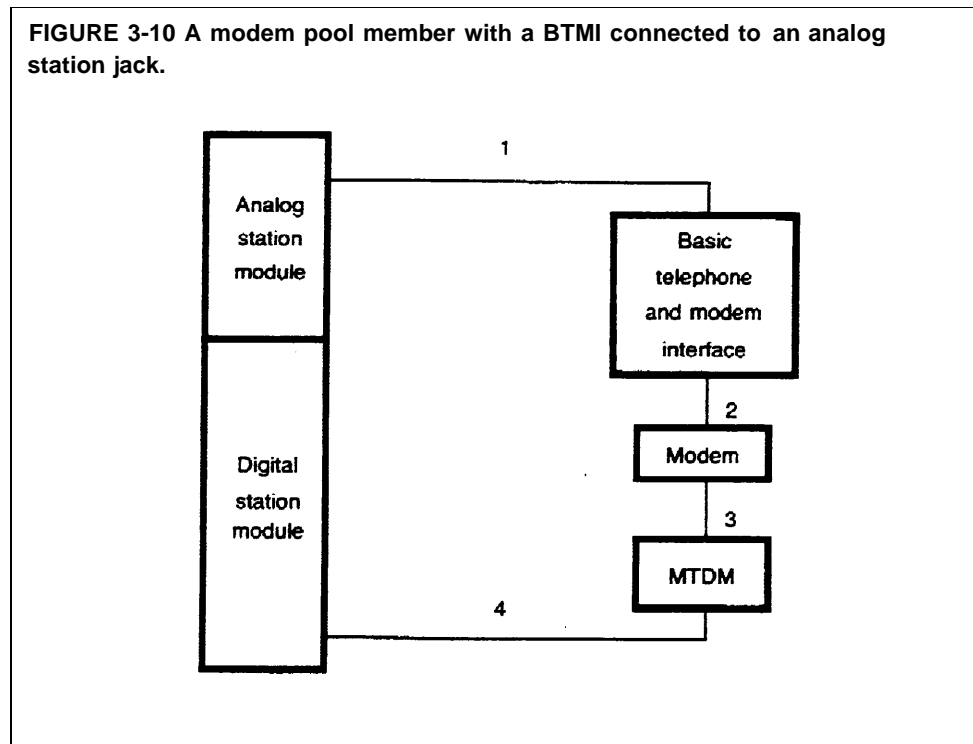 FIGURE 3-10 A modem pool member with a BTMI connected to an analog
station jack.
1
Analog
station
module
Basic
telephone
and modem
interface
2
Modem
Digital
station
module
3
MTDM
4